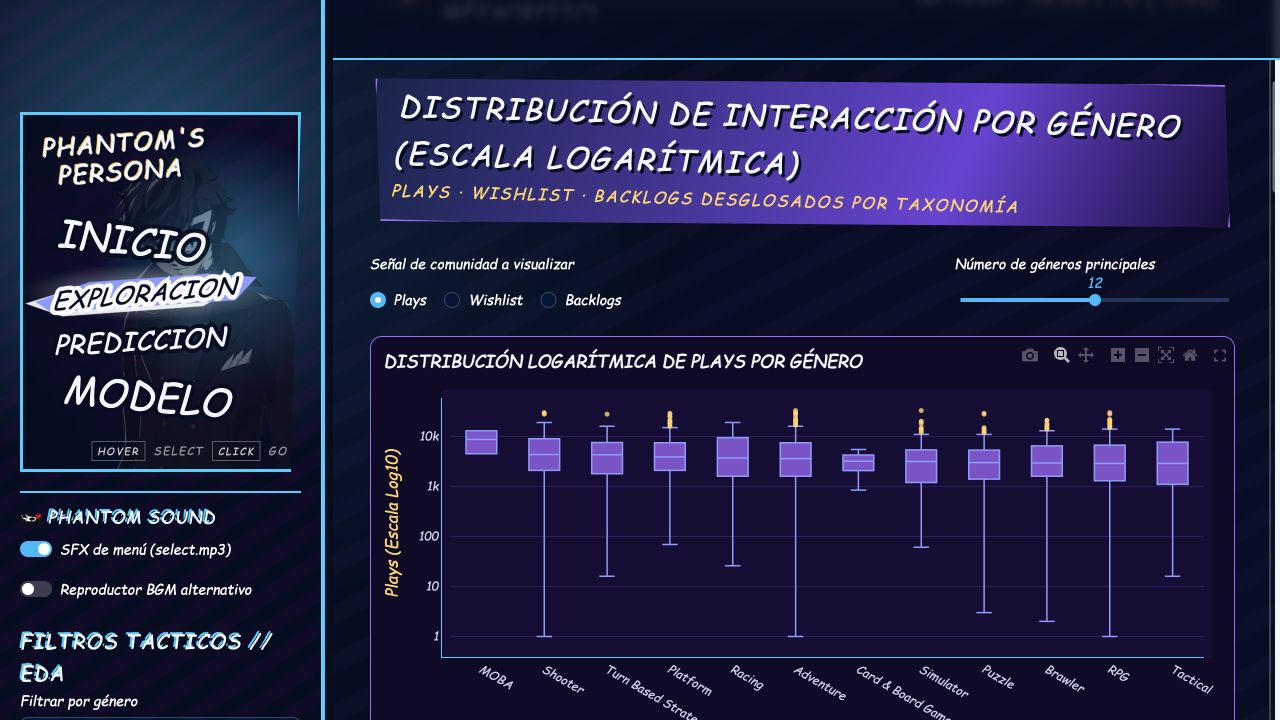 PHANTOM'S
PERSONA
INICIO
EXPLORACION
PREDICCION
MODELO
HOVER SELECT CLICK GO
PHANTOM SOUND
SFX de menú (select.mp3)
Reproductor BGM alternativo
FILTROS TACTICOS //
EDA
Filtrar por género
DISTRIBUCIÓN DE INTERACCIÓN POR GÉNERO
(ESCALA LOGARÍTMICA)
PLAYS · WISHLIST · BACKLOGS DESGLOSADOS POR TAXONOMÍA
Señal de comunidad a visualizar
Plays Wishlist Backlogs
Número de géneros principales
12
DISTRIBUCIÓN LOGARÍTMICA DE PLAYS POR GÉNERO
Plays (Escala Log10)
10k
1k
100
10
1
MOBA
Shooter
Turn Based Strate
Platform
Racing
Adventure
Card & Board Game
Simulator
Puzzle
Brawler
RPG
Tactical